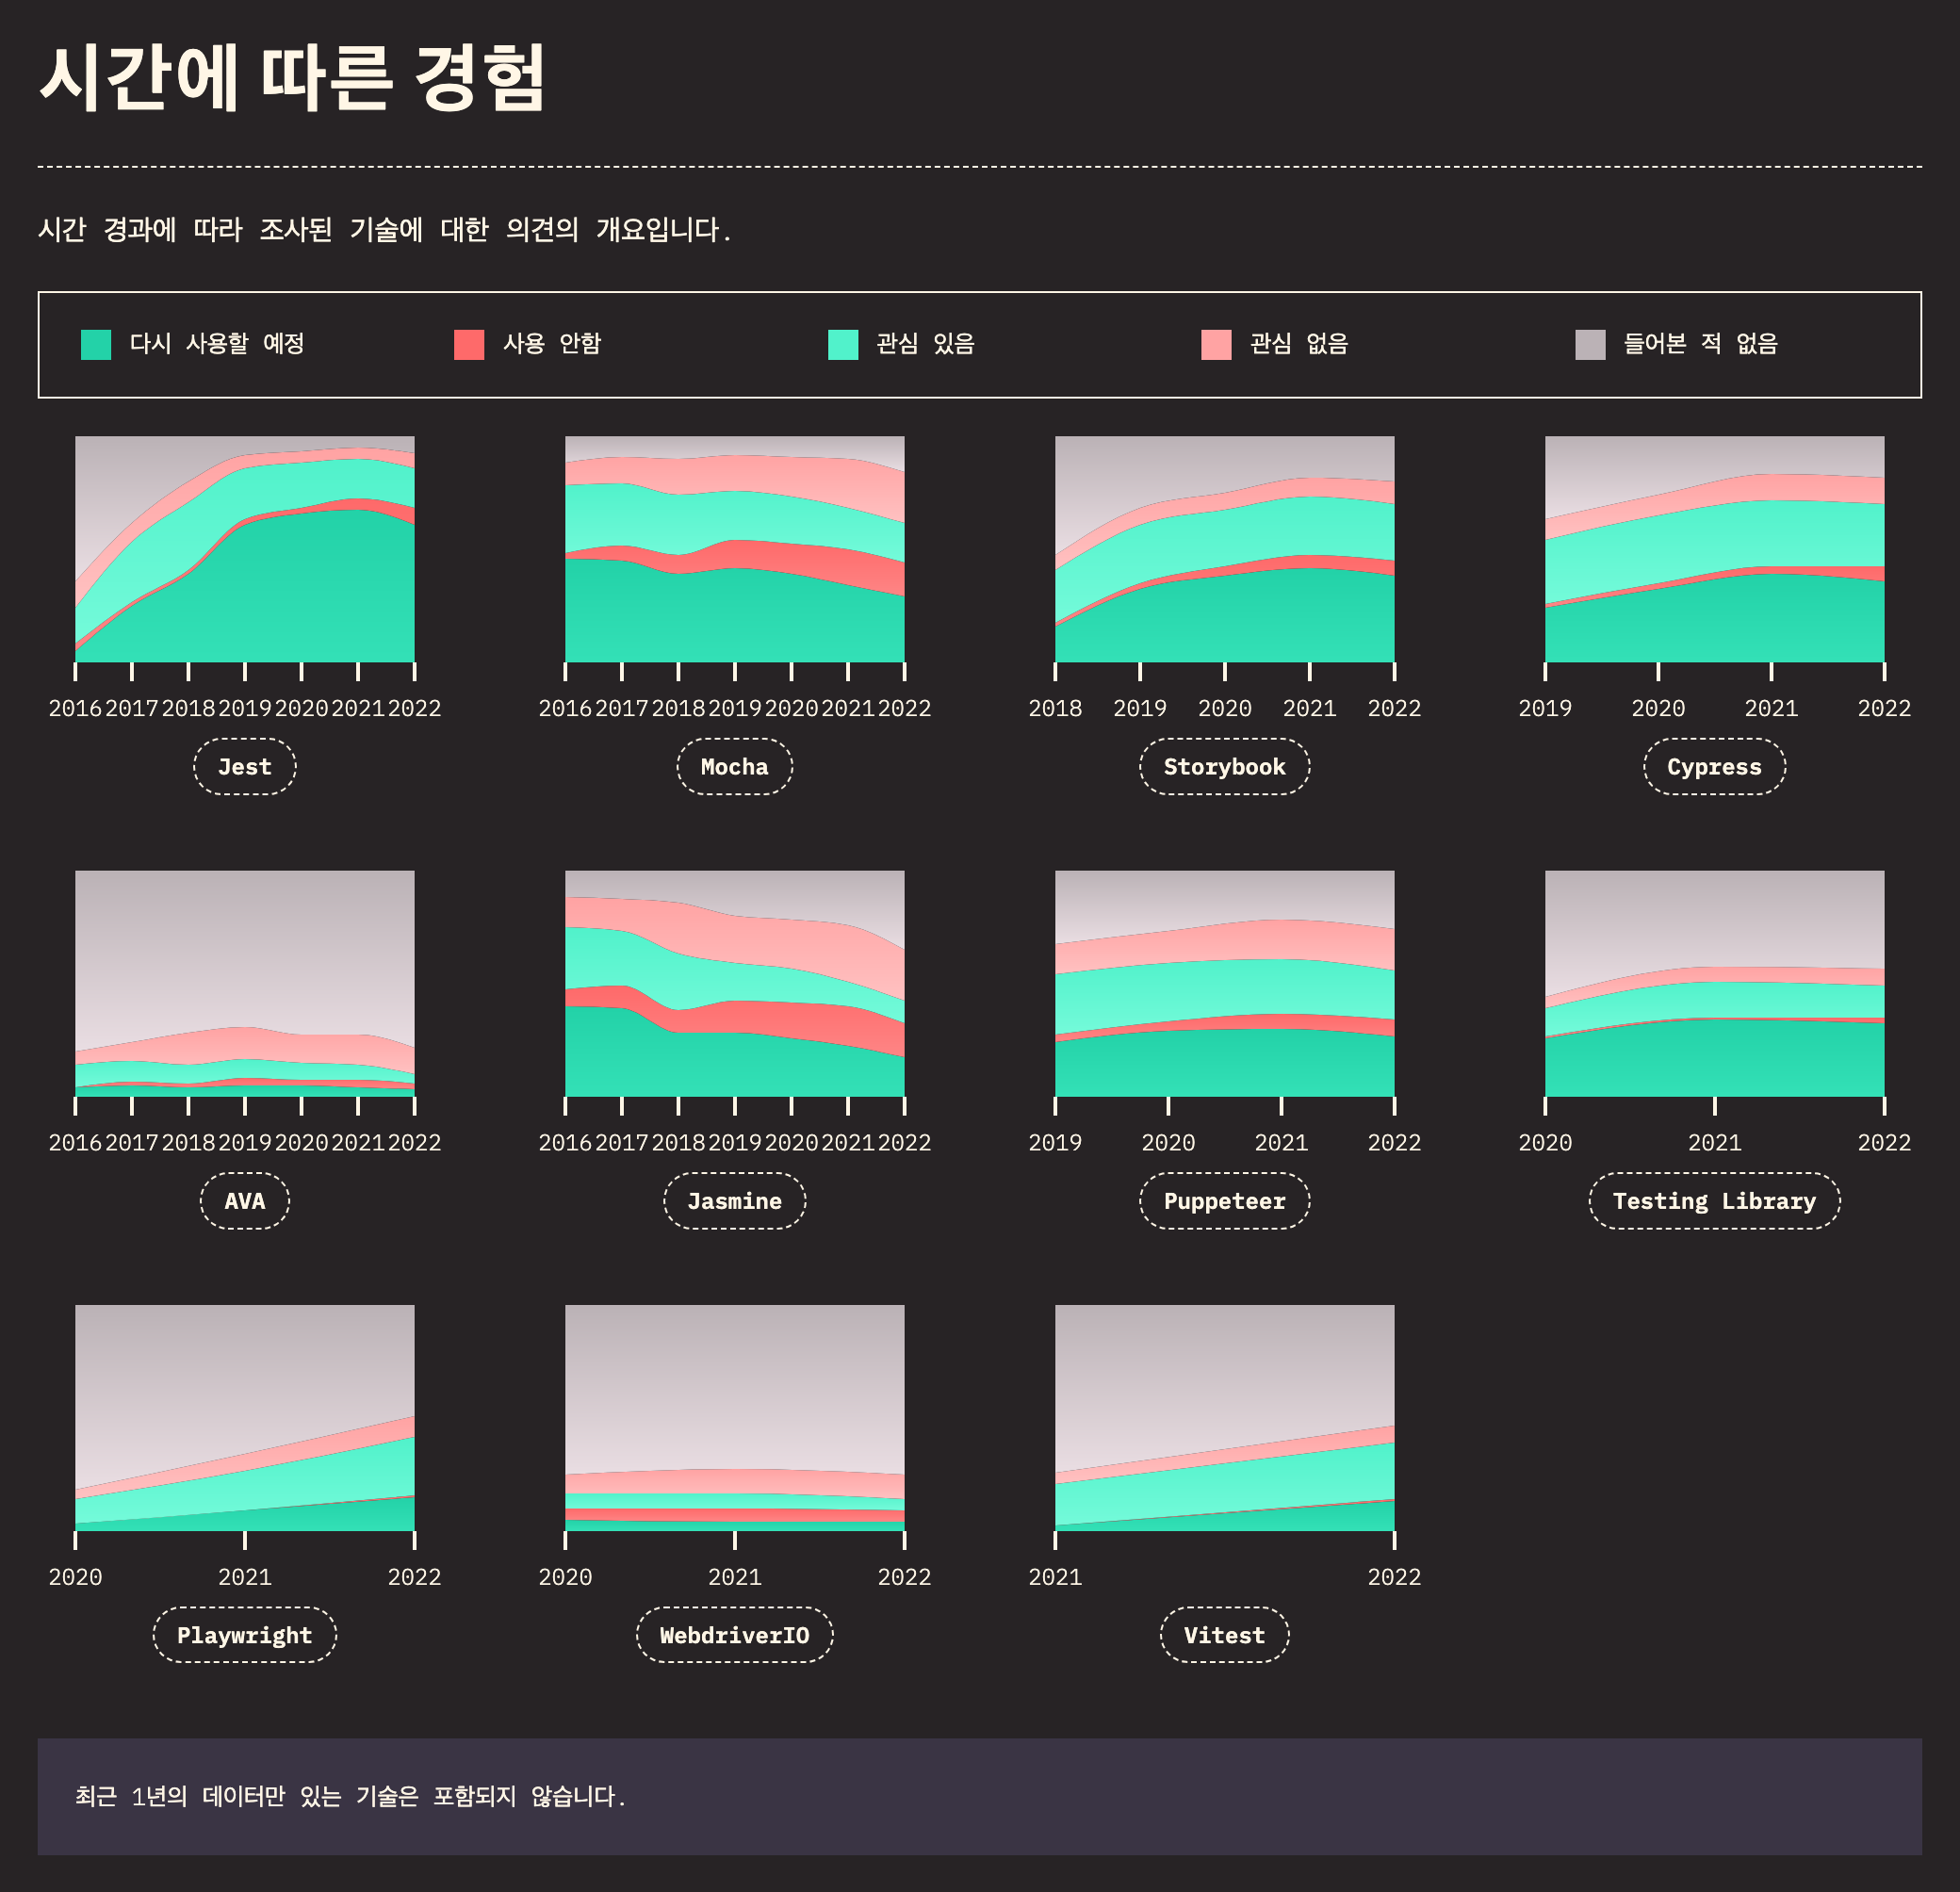 시간에 따른 경험
시간 경과에 따라 조사된 기술에 대한 의견의 개요입니다.
다시 사용할 예정 사용 안함 관심 있음 관심 없음 들어본 적 없음
2016 2017 2018 2019 2020 2021 2022 2016 2017 2018 2019 2020 2021 2022 2018 2019 2020 2021 2022 2019 2020 2021 2022
Jest Mocha Storybook Cypress
2016 2017 2018 2019 2020 2021 2022 2016 2017 2018 2019 2020 2021 2022 2019 2020 2021 2022 2020 2021 2022
AVA Jasmine Puppeteer Testing Library
2020 2021 2022 2020 2021 2022 2021 2022
Playwright WebdriverIO Vitest
최근 1년의 데이터만 있는 기술은 포함되지 않습니다.